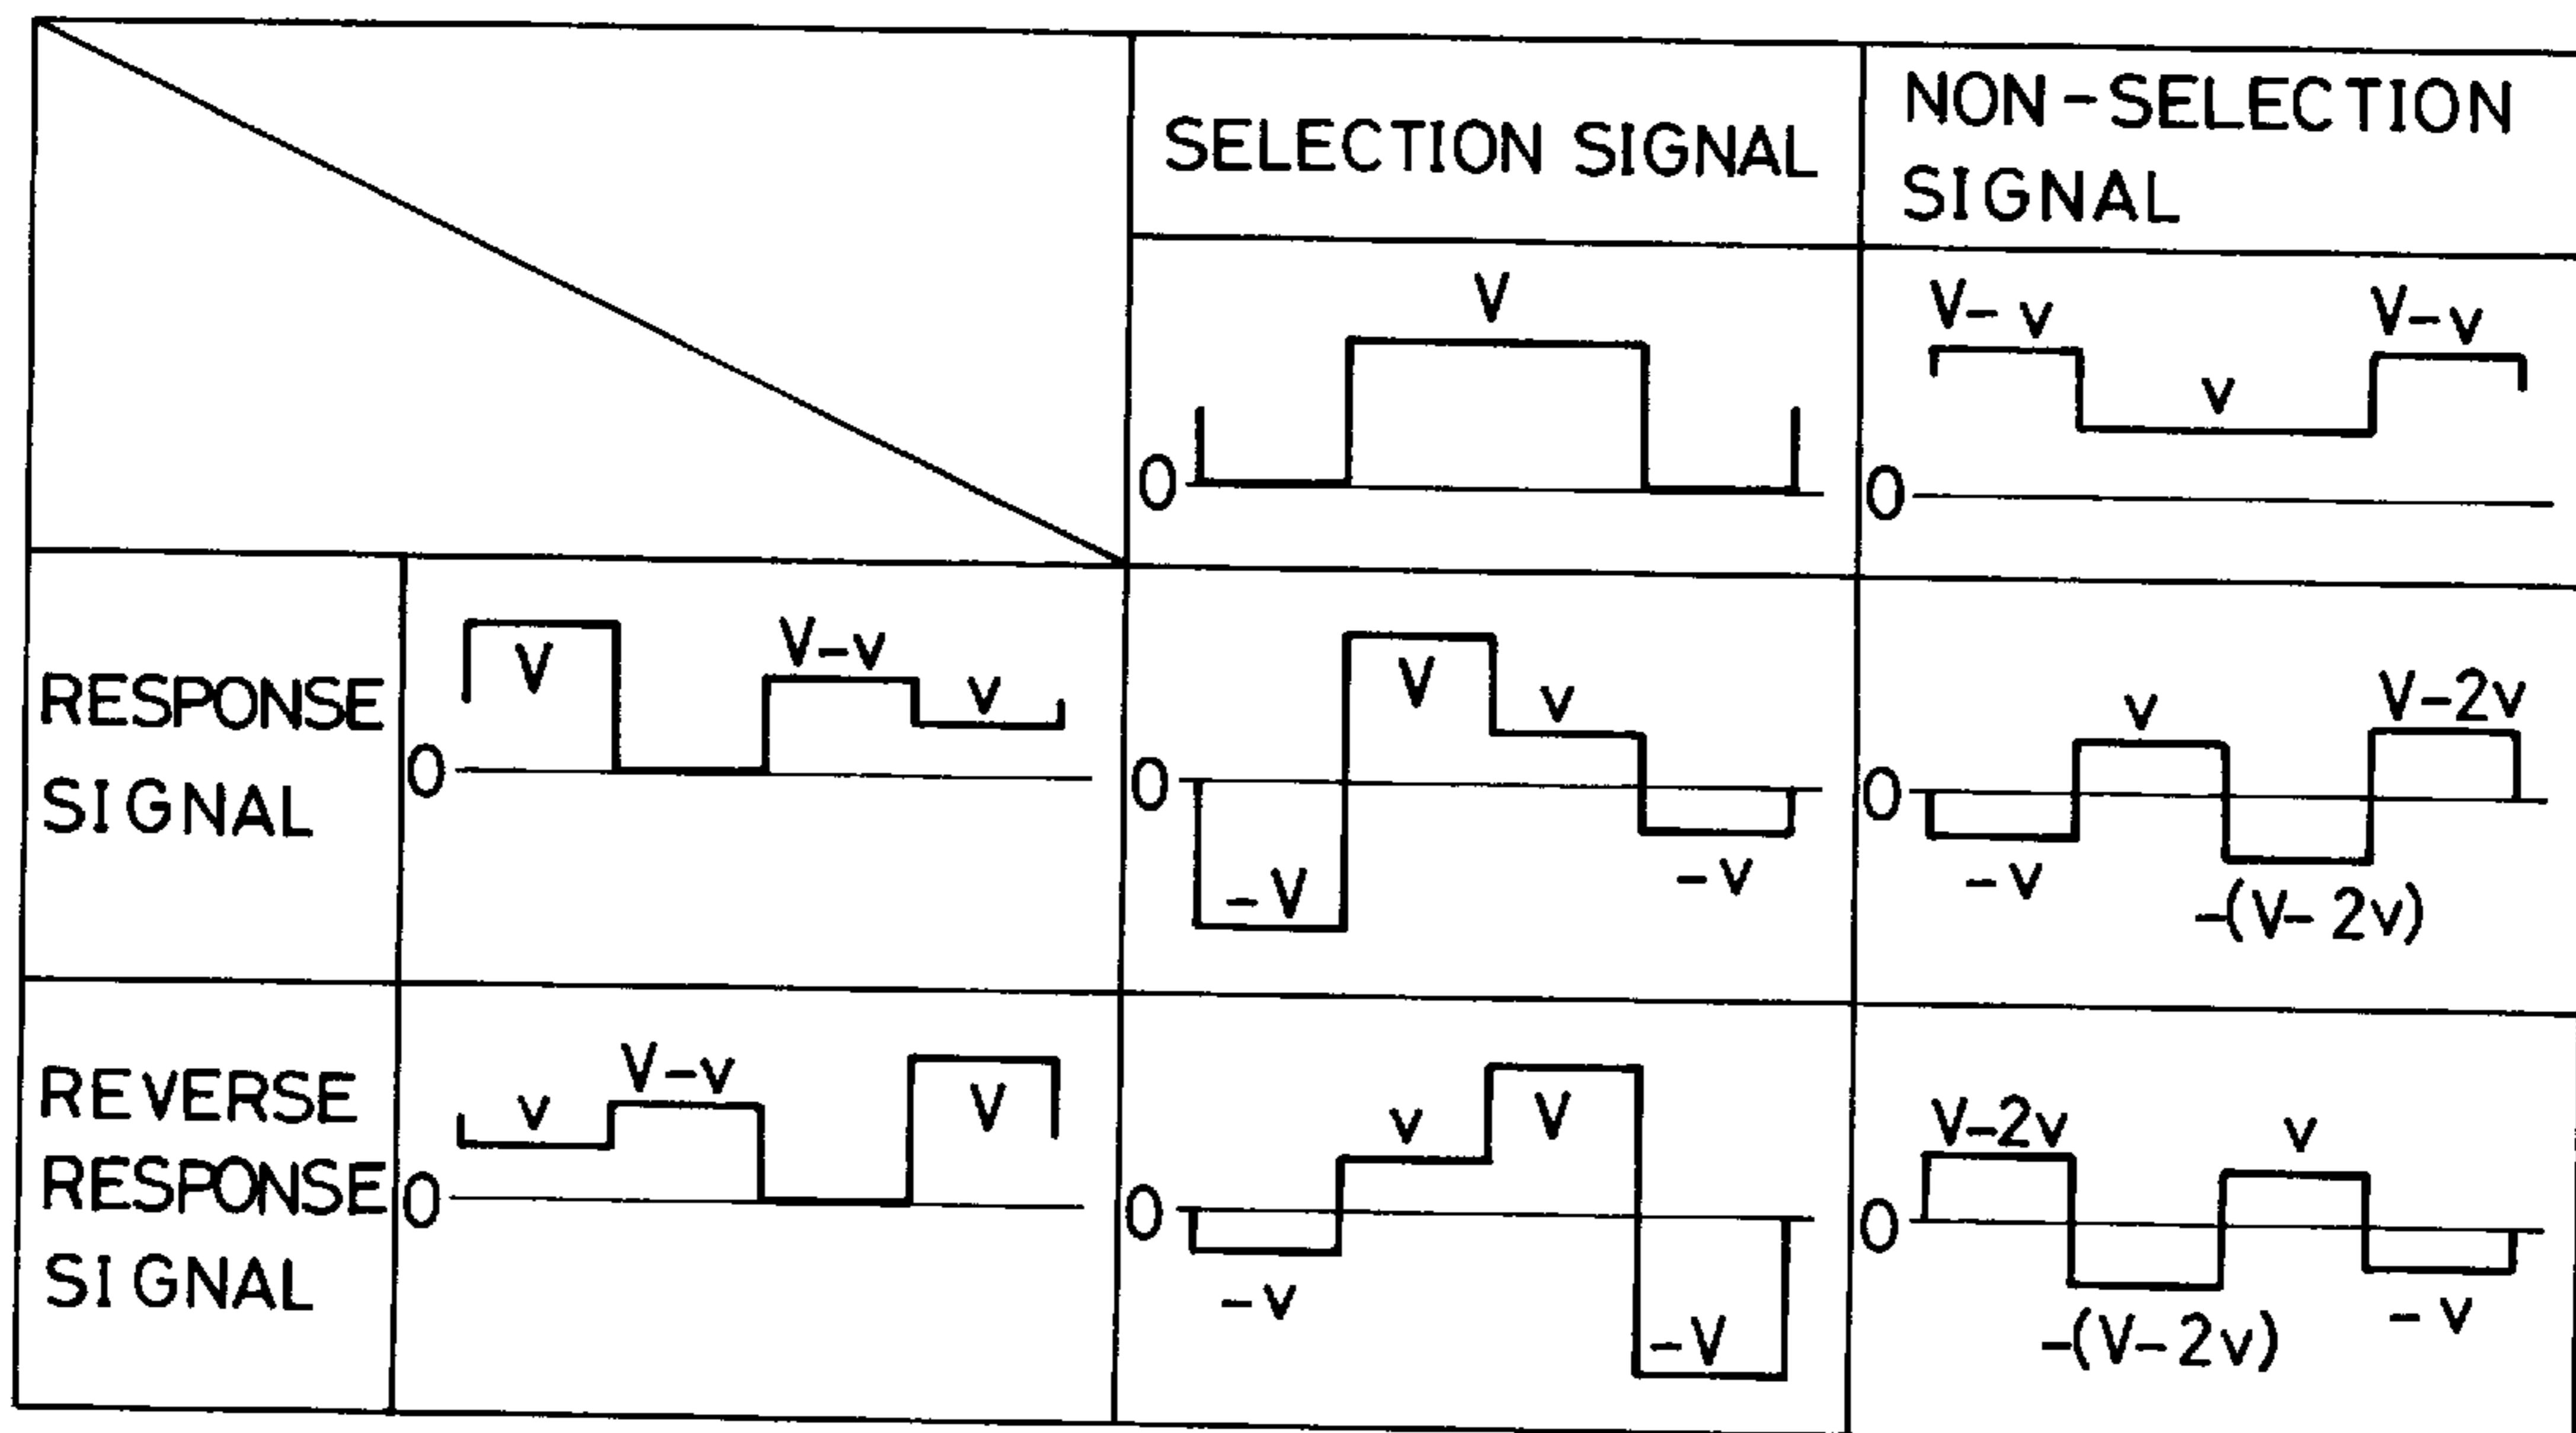 SELECTION SIGNAL
NON-SELECTION
SIGNAL
V
0
V-v
v
V-v
0
RESPONSE
SIGNAL
0
V
V-v
v
0
-V
V
v
-v
0
-v
v
-(V-2v)
V-2v
REVERSE
RESPONSE
SIGNAL
0
v
V-v
V
0
-v
v
V
-V
0
V-2v
-(V-2v)
v
-v